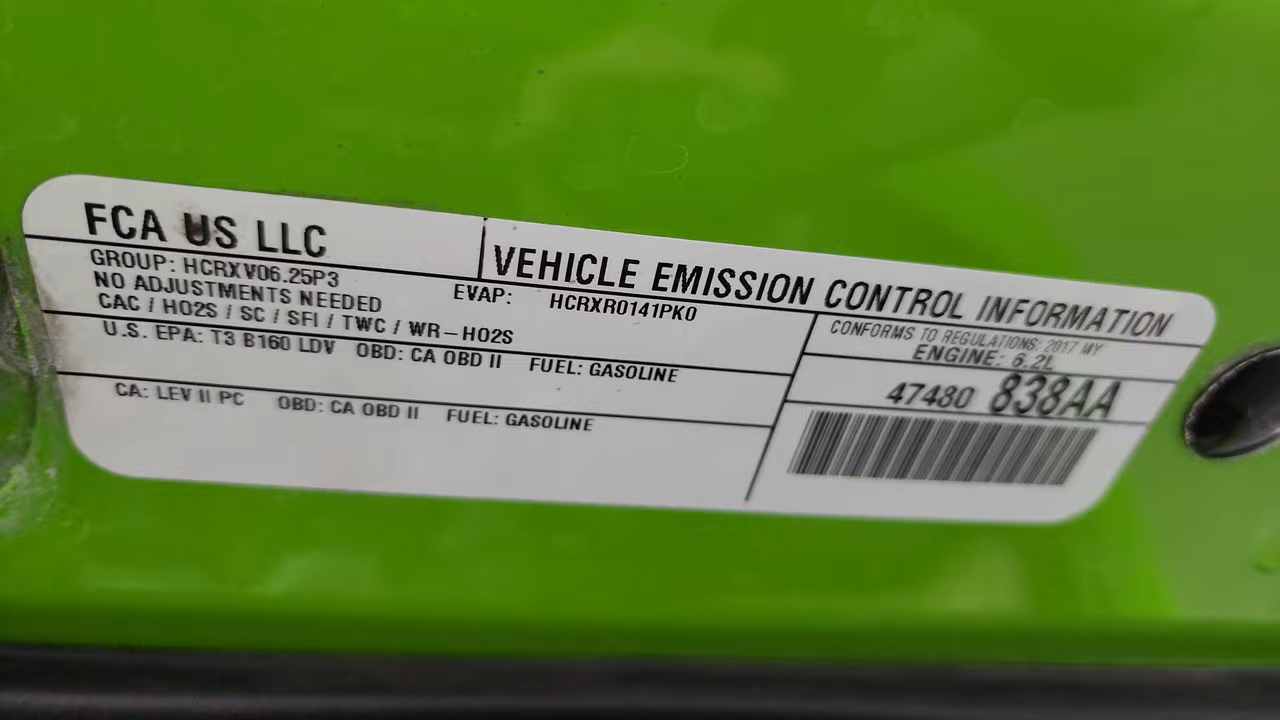 FCA US LLC
VEHICLE EMISSION CONTROL INFORMATION
GROUP: HCRXV06.25P3
EVAP: HCRXR0141PK0
NO ADJUSTMENTS NEEDED
CAC / HO2S / SC / SFI / TWC / WR-HO2S
CONFORMS TO REGULATIONS: 2017 MY
ENGINE: 6.2L
U.S. EPA: T3 B160 LDV OBD: CA OBD II FUEL: GASOLINE
47480 838AA
CA: LEV II PC OBD: CA OBD II FUEL: GASOLINE